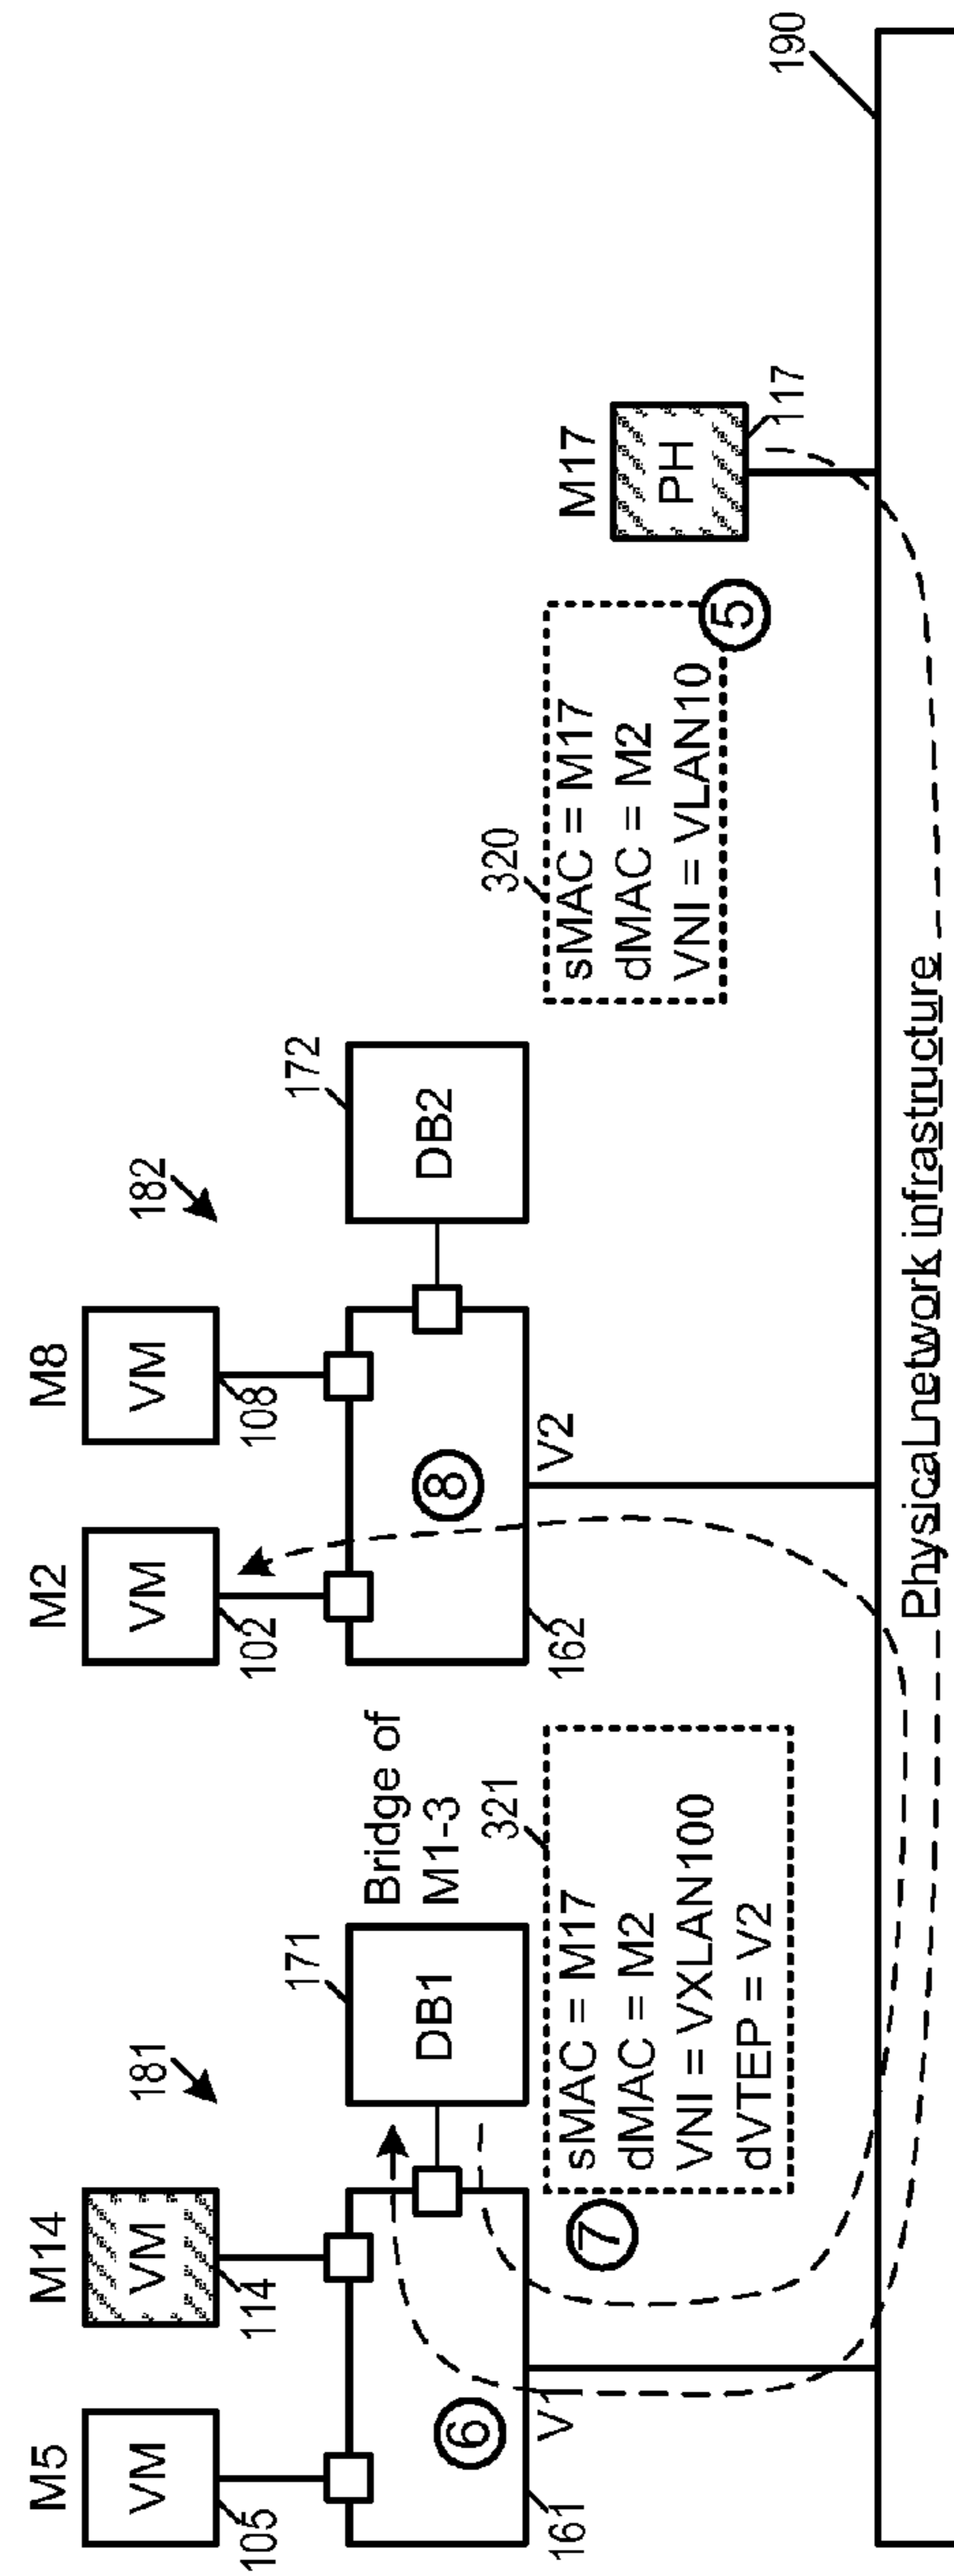 M5
VM
105
M14
VM
114
181
M2
VM
102
M8
VM
108
182
171
DB1
Bridge of
M1-3
172
DB2
6
V1
161
8
V2
162
7
321
sMAC = M17
dMAC = M2
VNI = VXLAN100
dVTEP = V2
320
sMAC = M17
dMAC = M2
VNI = VLAN10
5
M17
PH
117
190
Physical network infrastructure